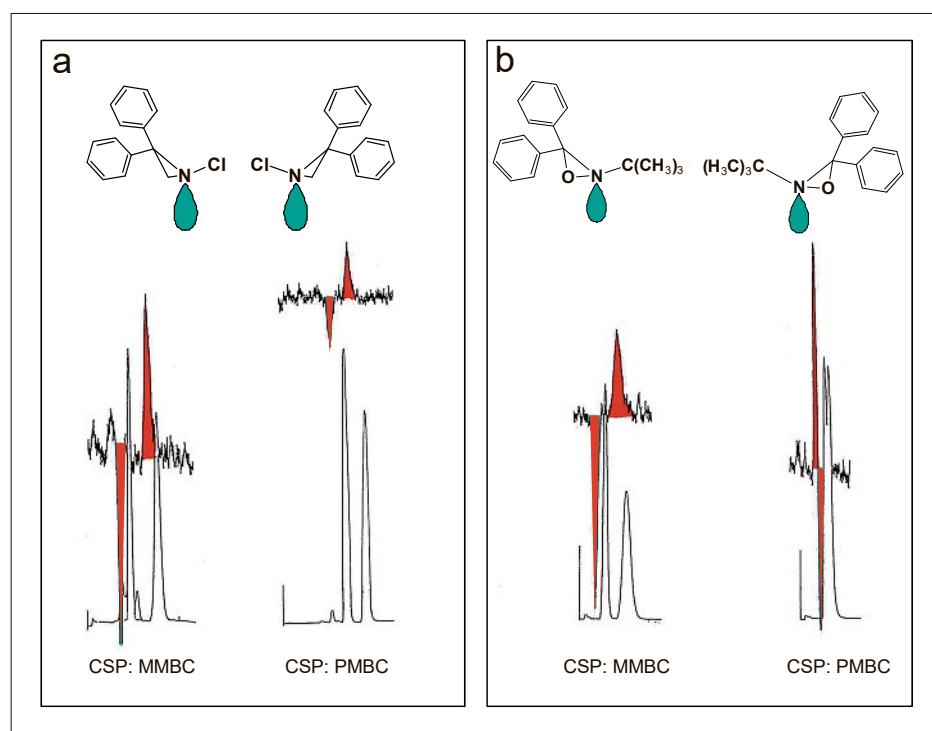 a
N
Cl
Cl
N
CSP: MMBC
CSP: PMBC
b
O
N
C(CH3)3
(H3C)3C
N
O
CSP: MMBC
CSP: PMBC